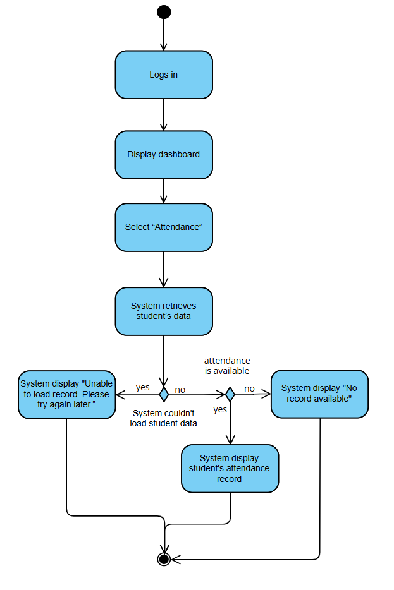 Logs in
Display dashboard
Select "Attendance"
System retrieves
student's data
attendance
is available
System display "Unable
to load record. Please
try again later."
yes
no
no
System display "No
record available"
System couldn't
load student data
yes
System display
student's attendance
record